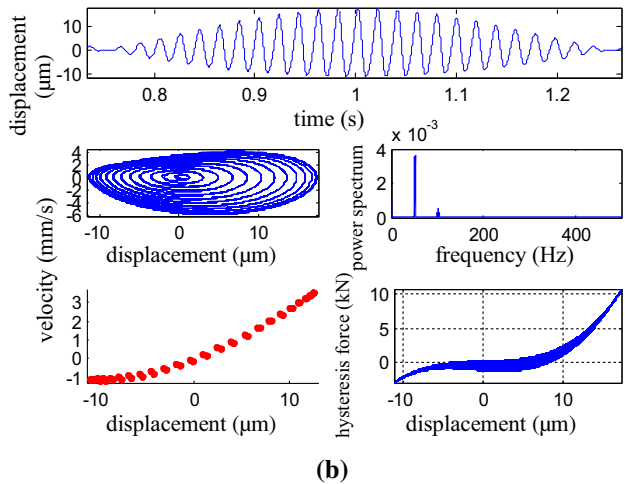 displacement
(µm)
10
0
-10
0.8 0.9 1 1.1 1.2
time (s)
4
2
0
-2
-4
-6
-10 0 10
displacement (µm)
velocity (mm/s)
x 10⁻³
4
2
0
0 200 400
frequency (Hz)
power spectrum
3
2
1
0
-1
-10 0 10
displacement (µm)
10
5
0
-10 0 10
displacement (µm)
hysteresis force (kN)
(b)